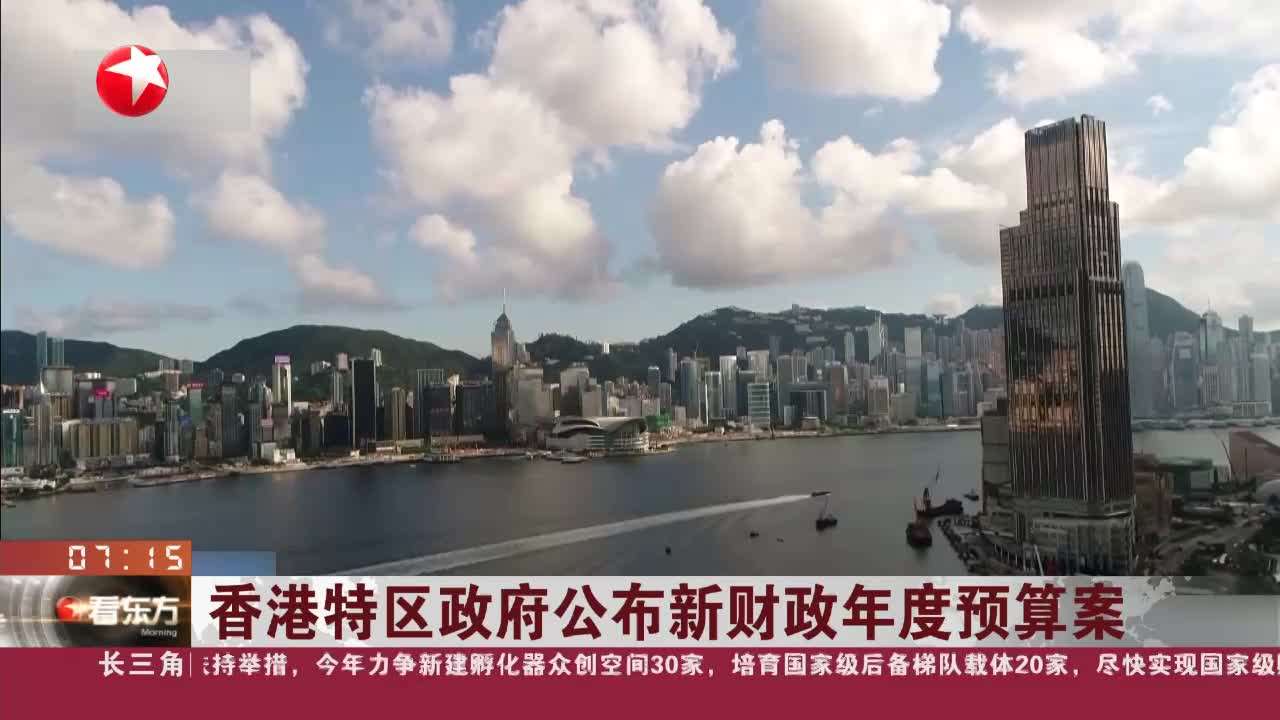 07:15
看东方
Morning
香港特区政府公布新财政年度预算案
长三角 持举措，今年力争新建孵化器众创空间30家，培育国家级后备梯队载体20家，尽快实现国家级